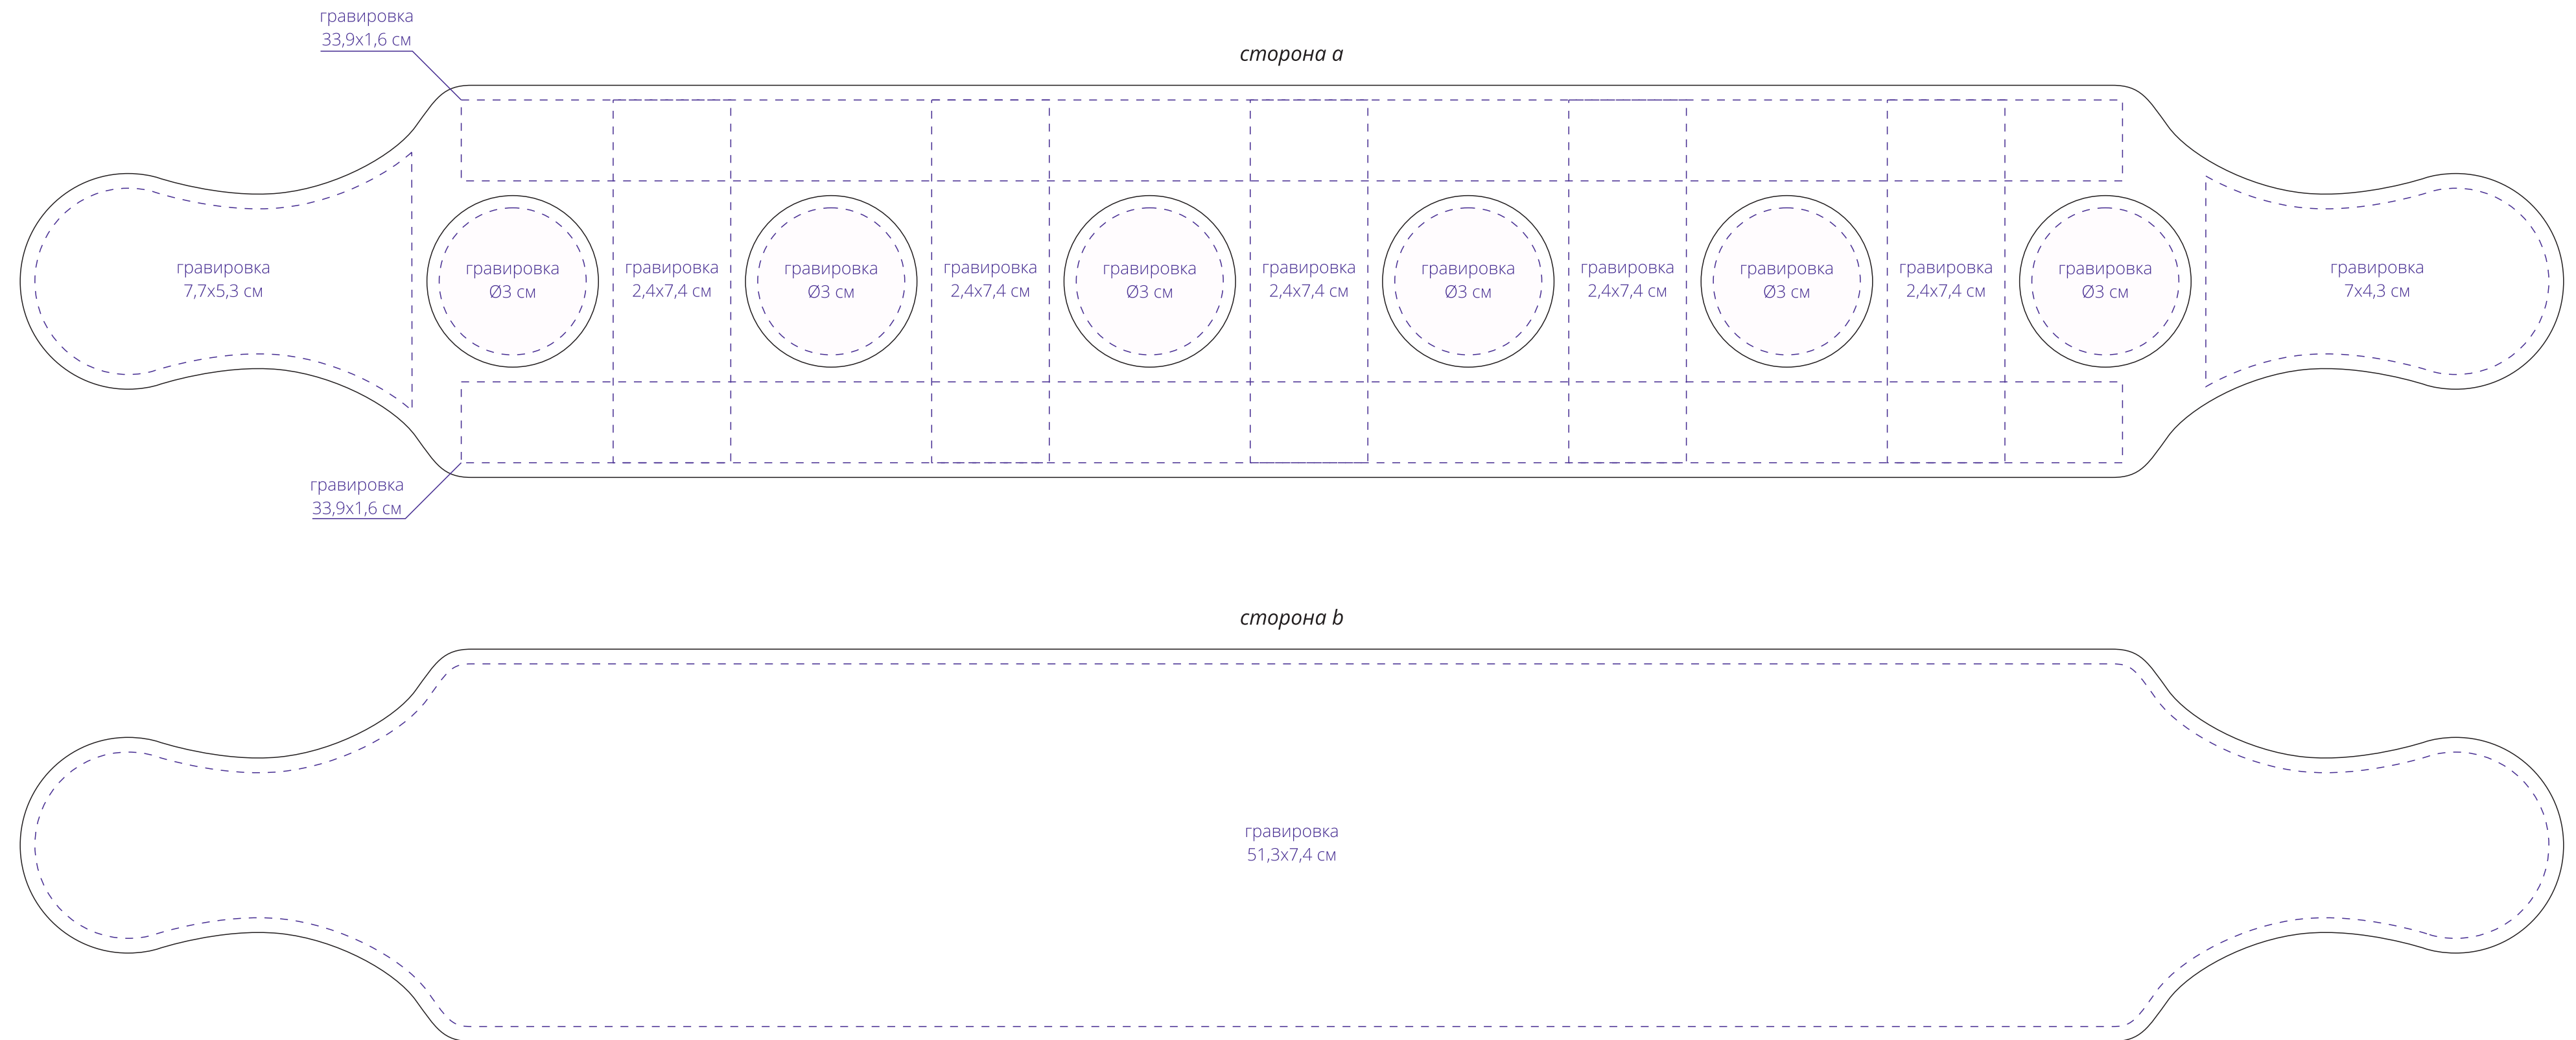 гравировка
33,9x1,6 см
сторона a
гравировка
7,7x5,3 см
гравировка
Ø3 см
гравировка
2,4x7,4 см
гравировка
Ø3 см
гравировка
2,4x7,4 см
гравировка
Ø3 см
гравировка
2,4x7,4 см
гравировка
Ø3 см
гравировка
2,4x7,4 см
гравировка
Ø3 см
гравировка
2,4x7,4 см
гравировка
Ø3 см
гравировка
7x4,3 см
гравировка
33,9x1,6 см
сторона b
гравировка
51,3x7,4 см